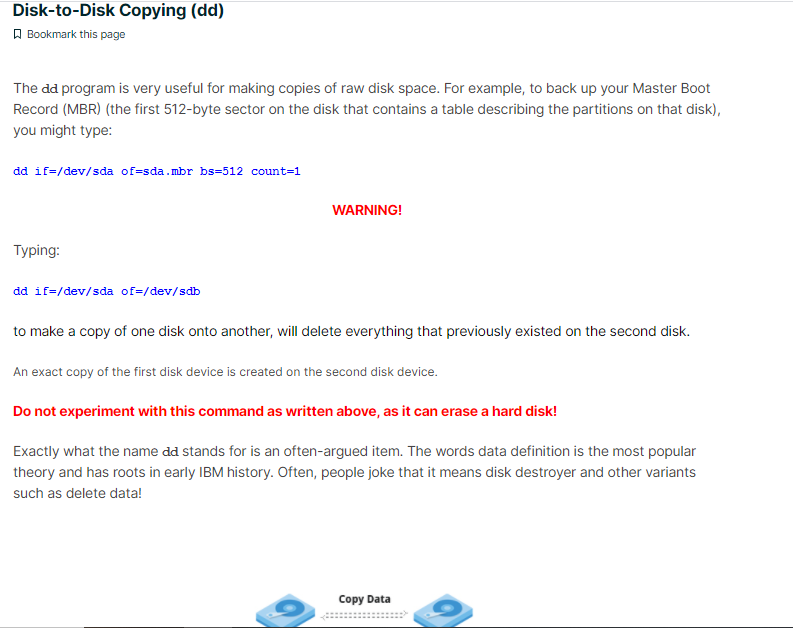 Disk-to-Disk Copying (dd)
Bookmark this page
The dd program is very useful for making copies of raw disk space. For example, to back up your Master Boot
Record (MBR) (the first 512-byte sector on the disk that contains a table describing the partitions on that disk),
you might type:
dd if=/dev/sda of=sda.mbr bs=512 count=1
WARNING!
Typing:
dd if=/dev/sda of=/dev/sdb
to make a copy of one disk onto another, will delete everything that previously existed on the second disk.
An exact copy of the first disk device is created on the second disk device.
Do not experiment with this command as written above, as it can erase a hard disk!
Exactly what the name dd stands for is an often-argued item. The words data definition is the most popular
theory and has roots in early IBM history. Often, people joke that it means disk destroyer and other variants
such as delete data!
Copy Data